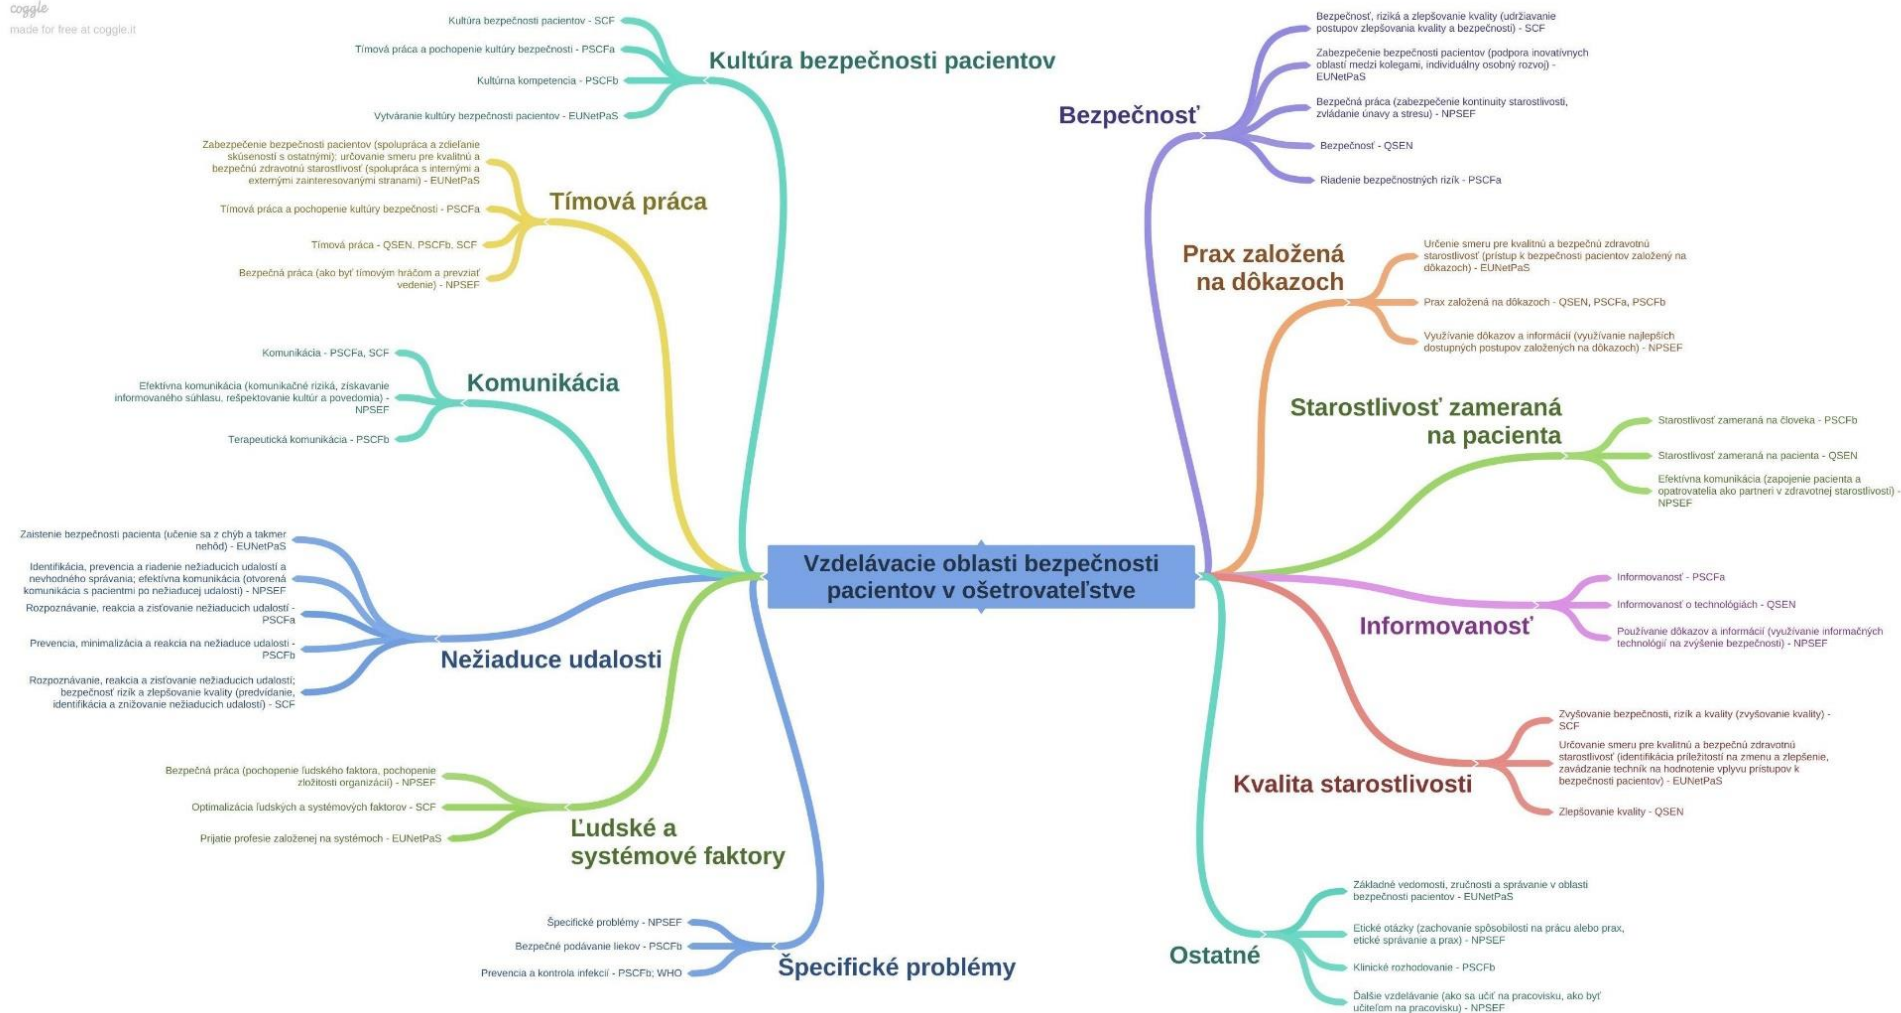 coggle
made for free at coggle.it
Kultúra bezpečnosti pacientov
Kultúra bezpečnosti pacientov - SCF
Tímová práca a pochopenie kultúry bezpečnosti - PSCFa
Kultúrna kompetencia - PSCFb
Vytváranie kultúry bezpečnosti pacientov - EUNetPaS
Tímová práca
Zabezpečenie bezpečnosti pacientov (spolupráca a zdieľanie
skúseností s ostatnými); určovanie smeru pre kvalitnú a
bezpečnú zdravotnú starostlivosť (spolupráca s internými a
externými zainteresovanými stranami) - EUNetPaS
Tímová práca a pochopenie kultúry bezpečnosti - PSCFa
Tímová práca - QSEN, PSCFb, SCF
Bezpečná práca (ako byť tímovým hráčom a prevziať
vedenie) - NPSEF
Komunikácia
Komunikácia - PSCFa, SCF
Efektívna komunikácia (komunikačné riziká, získavanie
informovaného súhlasu. rešpektovanie kultúr a povedomia) -
NPSEF
Terapeutická komunikácia - PSCFb
Nežiaduce udalosti
Zaistenie bezpečnosti pacienta (učenie sa z chýb a takmer
nehôd) - EUNetPaS
Identifikácia, prevencia a riadenie nežiaducich udalostí a
nevhodného správania; efektívna komunikácia (otvorená
komunikácia s pacientmi po nežiaducej udalosti) - NPSEF
Rozpoznávanie, reakcia a zisťovanie nežiaducich udalostí -
PSCFa
Prevencia, minimalizácia a reakcia na nežiaduce udalosti -
PSCFb
Rozpoznávanie, reakcia a zisťovanie nežiaducich udalostí;
bezpečnosť rizík a zlepšovanie kvality (predvídanie,
identifikácia a znižovanie nežiaducich udalostí) - SCF
Ľudské a
systémové faktory
Bezpečná práca (pochopenie ľudského faktora, pochopenie
zložitosti organizácií) - NPSEF
Optimalizácia ľudských a systémových faktorov - SCF
Prijatie profesie založenej na systémoch - EUNetPaS
Špecifické problémy
Špecifické problémy - NPSEF
Bezpečné podávanie liekov - PSCFb
Prevencia a kontrola infekcií - PSCFb; WHO
Vzdelávacie oblasti bezpečnosti
pacientov v ošetrovateľstve
Bezpečnosť
Bezpečnosť, riziká a zlepšovanie kvality (udržiavanie
postupov zlepšovania kvality a bezpečnosti) - SCF
Zabezpečenie bezpečnosti pacientov (podpora inovatívnych
oblastí medzi kolegami, individuálny osobný rozvoj) -
EUNetPaS
Bezpečná práca (zabezpečenie kontinuity starostlivosti,
zvládanie únavy a stresu) - NPSEF
Bezpečnosť - QSEN
Riadenie bezpečnostných rizík - PSCFa
Prax založená
na dôkazoch
Určenie smeru pre kvalitnú a bezpečnú zdravotnú
starostlivosť (prístup k bezpečnosti pacientov založený na
dôkazoch) - EUNetPaS
Prax založená na dôkazoch - QSEN, PSCFa, PSCFb
Využívanie dôkazov a informácií (využívanie najlepších
dostupných postupov založených na dôkazoch) - NPSEF
Starostlivosť zameraná
na pacienta
Starostlivosť zameraná na človeka - PSCFb
Starostlivosť zameraná na pacienta - QSEN
Efektívna komunikácia (zapojenie pacienta a
opatrovatelia ako partneri v zdravotnej starostlivosti) -
NPSEF
Informovanosť
Informovanosť - PSCFa
Informovanosť o technológiách - QSEN
Používanie dôkazov a informácií (využívanie informačných
technológií na zvýšenie bezpečnosti) - NPSEF
Kvalita starostlivosti
Zvyšovanie bezpečnosti, rizík a kvality (zvyšovanie kvality) -
SCF
Určovanie smeru pre kvalitnú a bezpečnú zdravotnú
starostlivosť (identifikácia príležitostí na zmenu a zlepšenie,
zavádzanie techník na hodnotenie vplyvu prístupov k
bezpečnosti pacientov) - EUNetPaS
Zlepšovanie kvality - QSEN
Ostatné
Základné vedomosti, zručnosti a správanie v oblasti
bezpečnosti pacientov - EUNetPaS
Etické otázky (zachovanie spôsobilosti na prácu alebo prax,
etické správanie a prax) - NPSEF
Klinické rozhodovanie - PSCFb
Ďalšie vzdelávanie (ako sa učiť na pracovisku, ako byť
učiteľom na pracovisku) - NPSEF